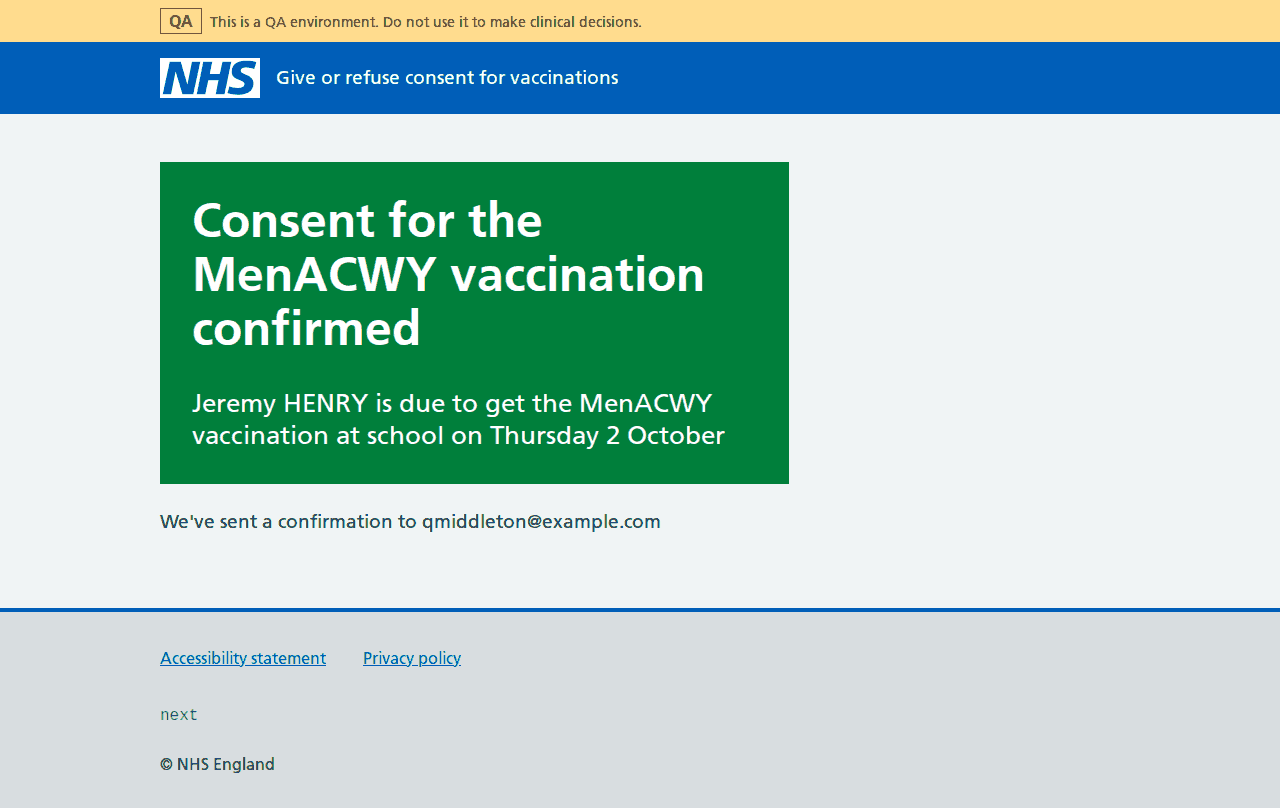 QA This is a QA environment. Do not use it to make clinical decisions.
NHS Give or refuse consent for vaccinations
Consent for the
MenACWY vaccination
confirmed
Jeremy HENRY is due to get the MenACWY
vaccination at school on Thursday 2 October
We've sent a confirmation to qmiddleton@example.com
Accessibility statement Privacy policy
next
© NHS England